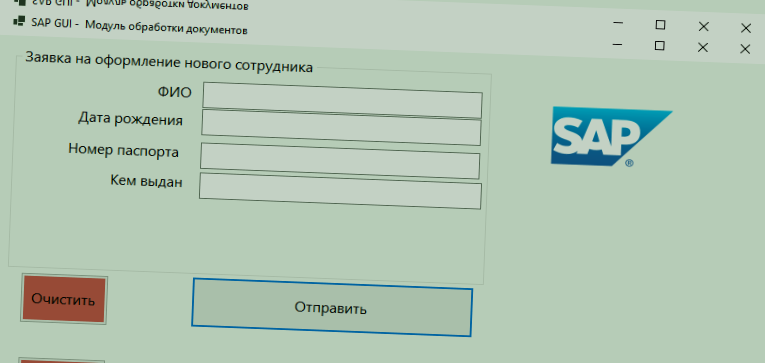 SAP GUI - Модуль обработки документов
SAP GUI - Модуль обработки документов
Заявка на оформление нового сотрудника
ФИО
Дата рождения
Номер паспорта
Кем выдан
SAP®
Очистить
Отправить